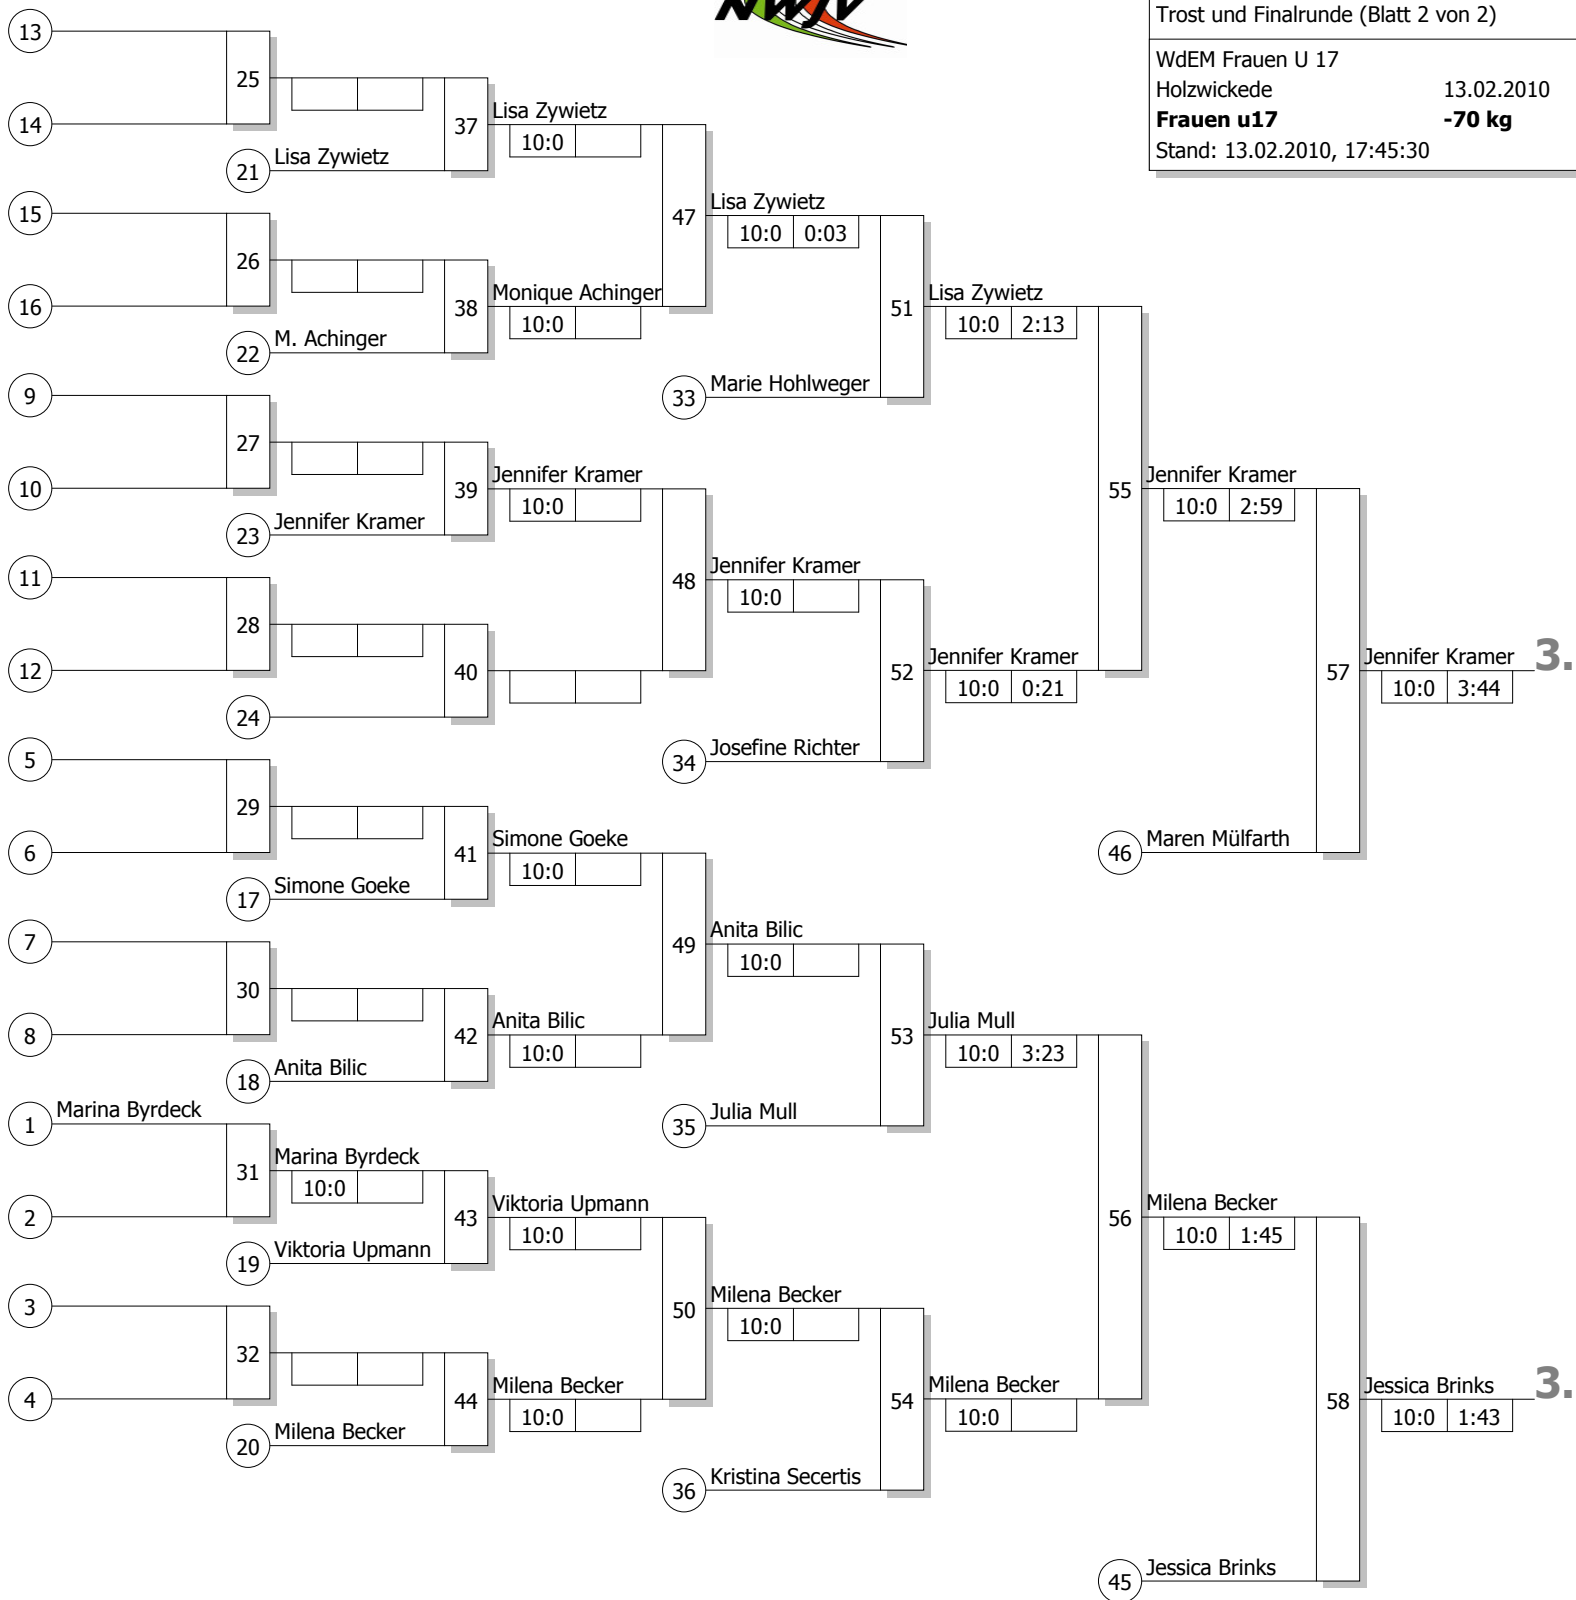 NWJV
Trost und Finalrunde (Blatt 2 von 2)
WdEM Frauen U 17
Holzwickede 13.02.2010
Frauen u17 -70 kg
Stand: 13.02.2010, 17:45:30
13
25
14
37
Lisa Zywietz
10:0
21
Lisa Zywietz
15
47
Lisa Zywietz
10:0 0:03
26
16
38
Monique Achinger
10:0
22
M. Achinger
51
Lisa Zywietz
10:0 2:13
33
Marie Hohlweger
9
27
10
39
Jennifer Kramer
10:0
23
Jennifer Kramer
55
Jennifer Kramer
10:0 2:59
11
48
Jennifer Kramer
10:0
28
12
40
24
52
Jennifer Kramer
10:0 0:21
57
Jennifer Kramer
3.
10:0 3:44
34
Josefine Richter
5
29
6
41
Simone Goeke
10:0
17
Simone Goeke
46
Maren Mülfarth
7
49
Anita Bilic
10:0
30
8
42
Anita Bilic
10:0
18
Anita Bilic
53
Julia Mull
10:0 3:23
35
Julia Mull
1
Marina Byrdeck
31
Marina Byrdeck
10:0
2
43
Viktoria Upmann
10:0
19
Viktoria Upmann
56
Milena Becker
10:0 1:45
3
50
Milena Becker
10:0
32
4
44
Milena Becker
10:0
20
Milena Becker
54
Milena Becker
10:0
58
Jessica Brinks
3.
10:0 1:43
36
Kristina Secertis
45
Jessica Brinks